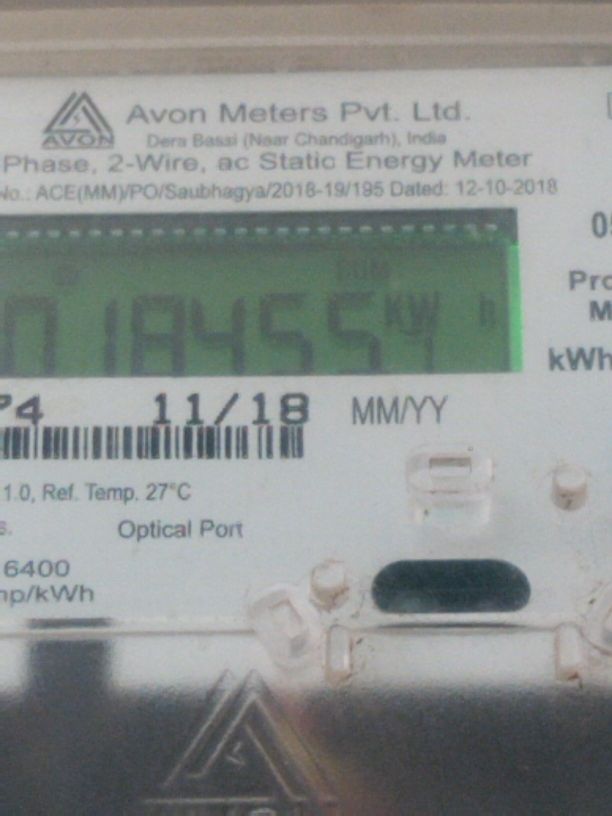 Avon Meters Pvt. Ltd.
AVON
Dera Bassi (Near Chandigarh), India
Phase, 2-Wire, ac Static Energy Meter
No.: ACE(MM)/PO/Saubhagya/2018-19/195 Dated: 12-10-2018
CUM
018455 kW h
kWh
11/18 MM/YY
1.0, Ref. Temp. 27°C
Optical Port
6400
mp/kWh